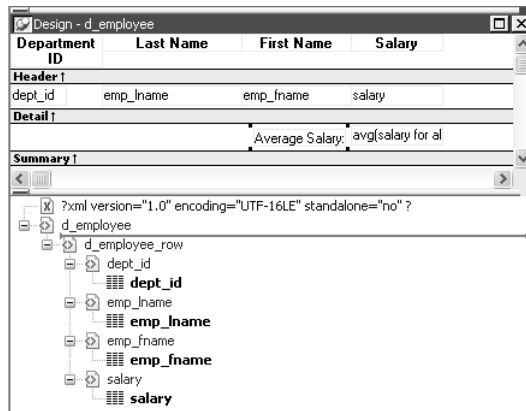 Design - d_employee
Department ID Last Name First Name Salary
Header ↑
dept_id emp_lname emp_fname salary
Detail ↑
Average Salary: avg(salary for al
Summary ↑
?xml version="1.0" encoding="UTF-16LE" standalone="no" ?
d_employee
d_employee_row
dept_id
dept_id
emp_lname
emp_lname
emp_fname
emp_fname
salary
salary